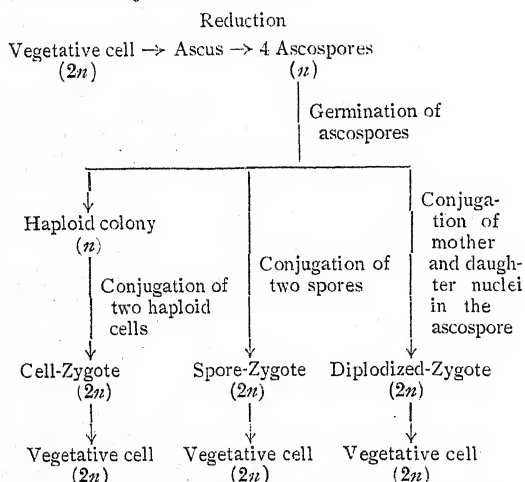 Reduction
Vegetative cell → Ascus → 4 Ascospores
(2n) (n)
Germination of
ascospores
Haploid colony
(n)
Conjugation of
two haploid
cells
Conjugation of
two spores
Conjuga-
tion of
mother
and daugh-
ter nuclei
in the
ascospore
Cell-Zygote Spore-Zygote Diplodized-Zygote
(2n) (2n) (2n)
Vegetative cell Vegetative cell Vegetative cell
(2n) (2n) (2n)